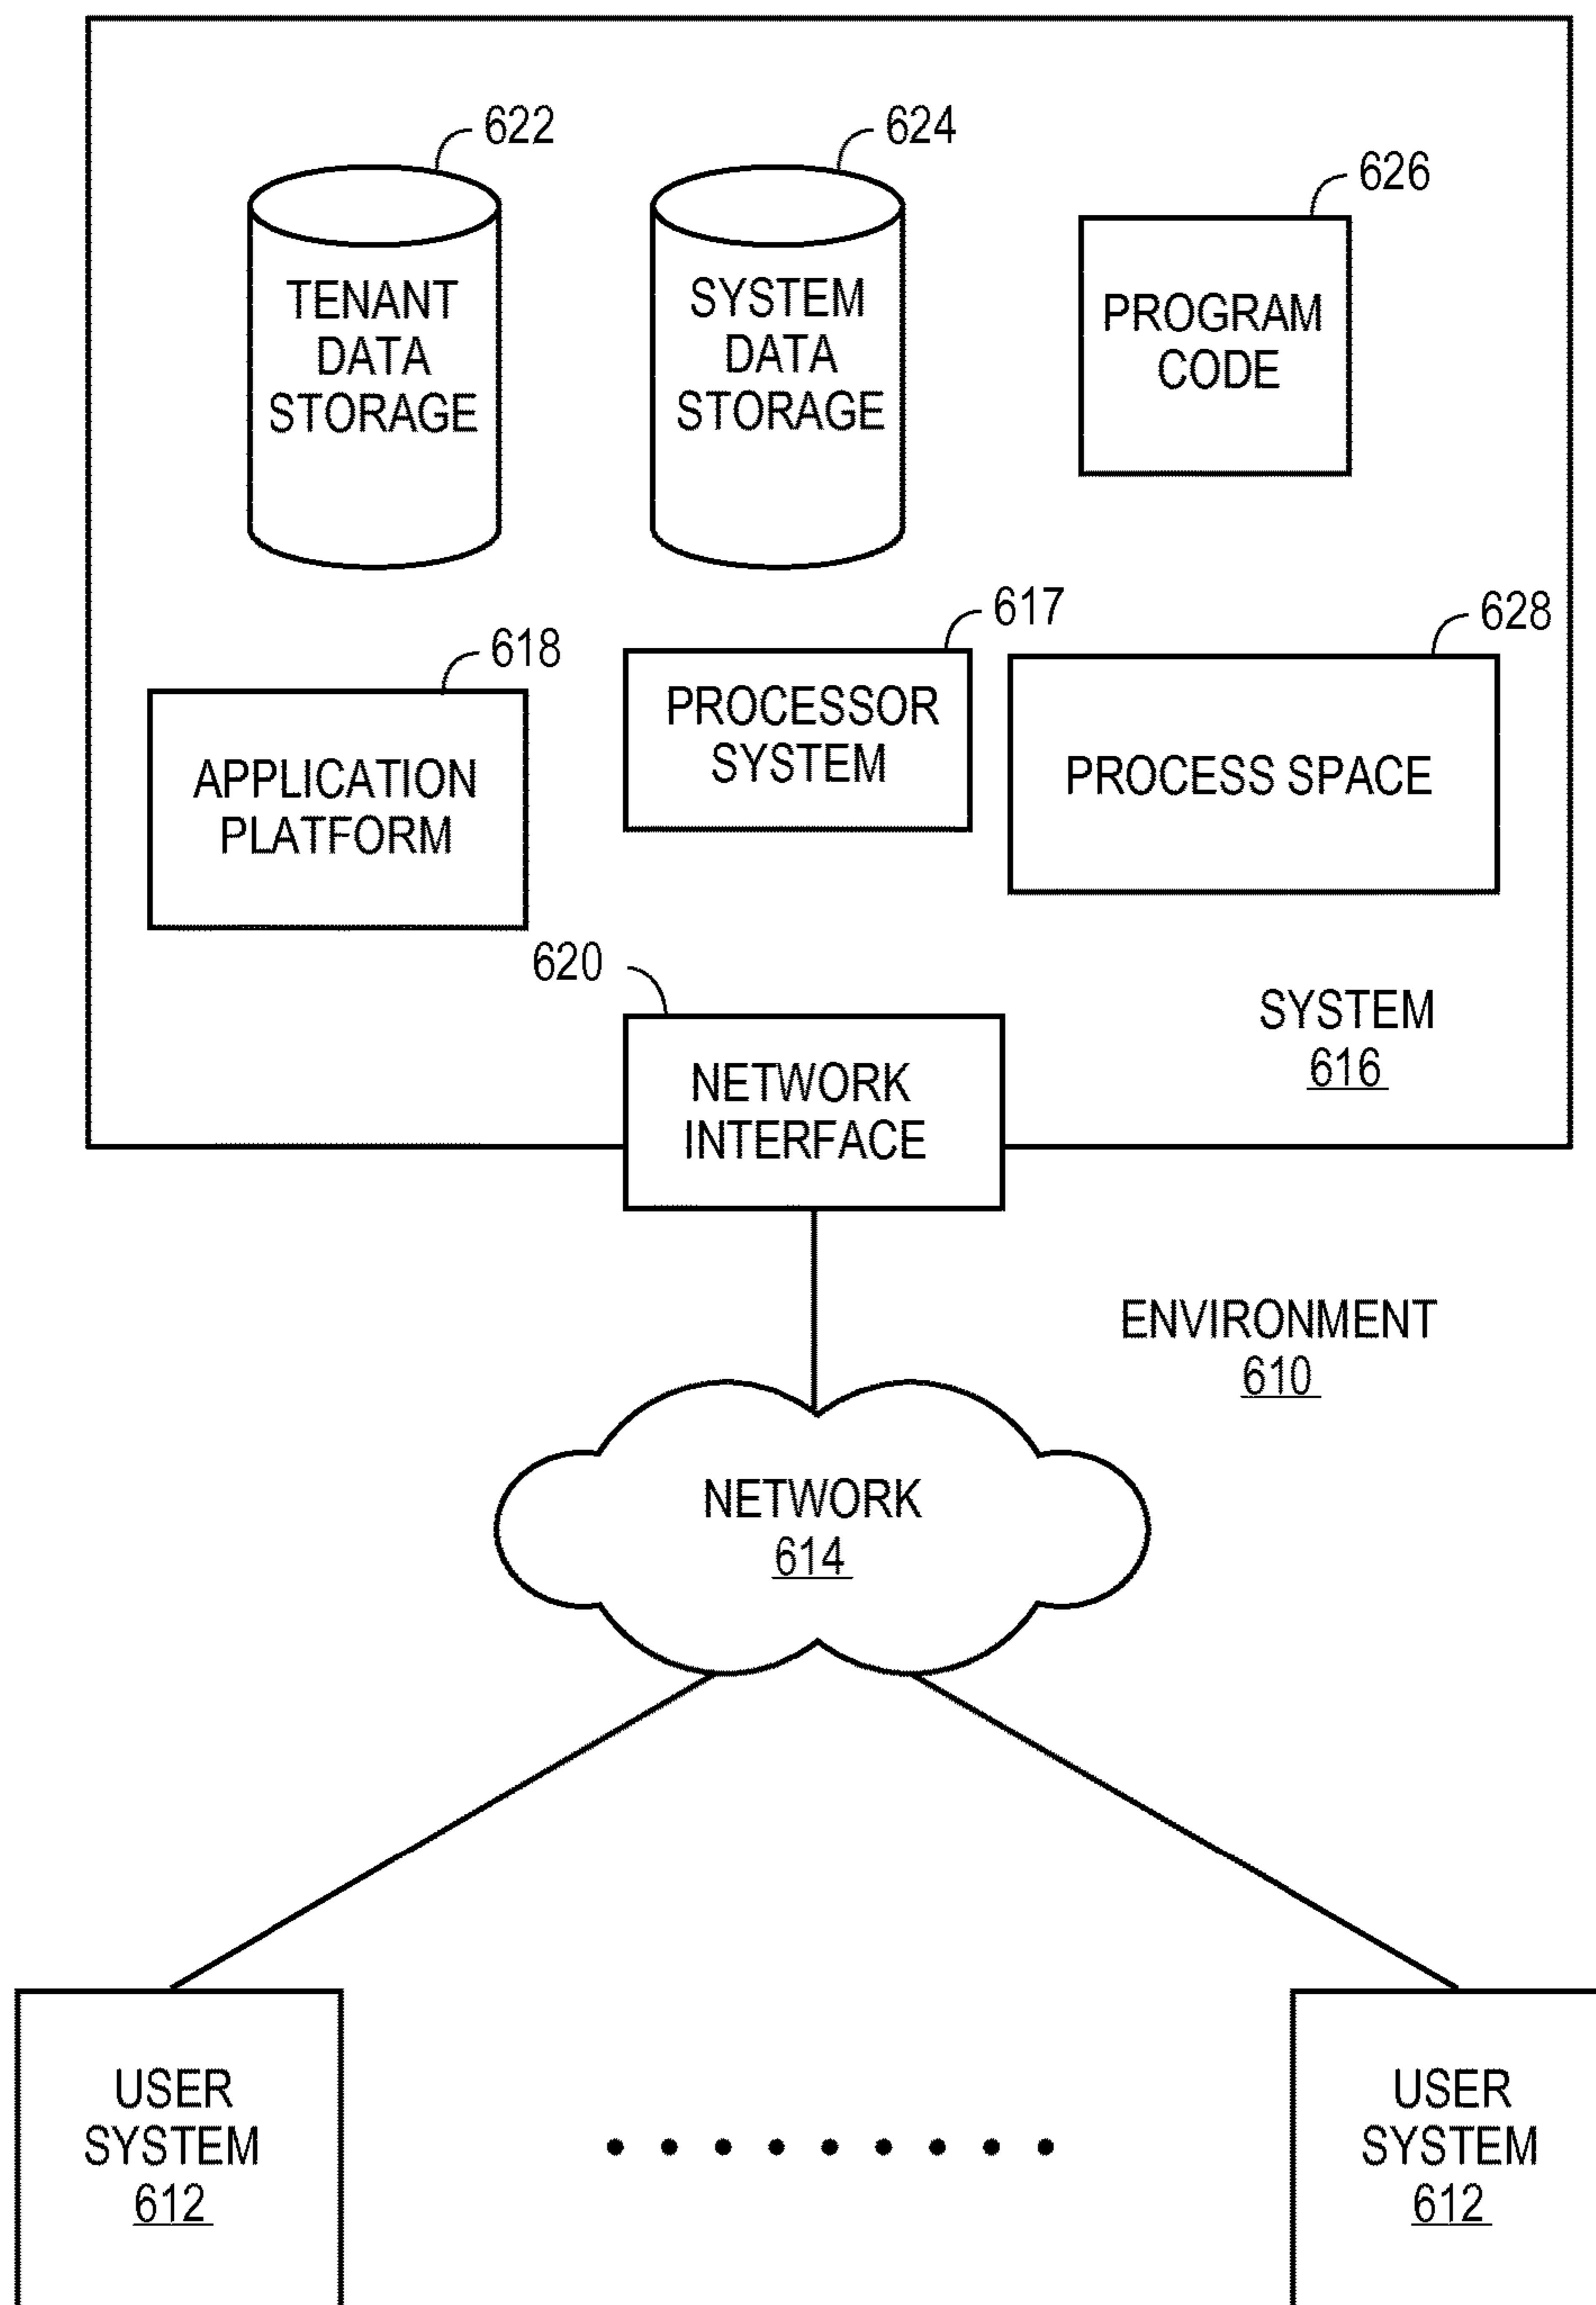 622
624
626
TENANT
DATA
STORAGE
SYSTEM
DATA
STORAGE
PROGRAM
CODE
618
617
628
APPLICATION
PLATFORM
PROCESSOR
SYSTEM
PROCESS SPACE
620
SYSTEM
616
NETWORK
INTERFACE
ENVIRONMENT
610
NETWORK
614
USER
SYSTEM
612
USER
SYSTEM
612